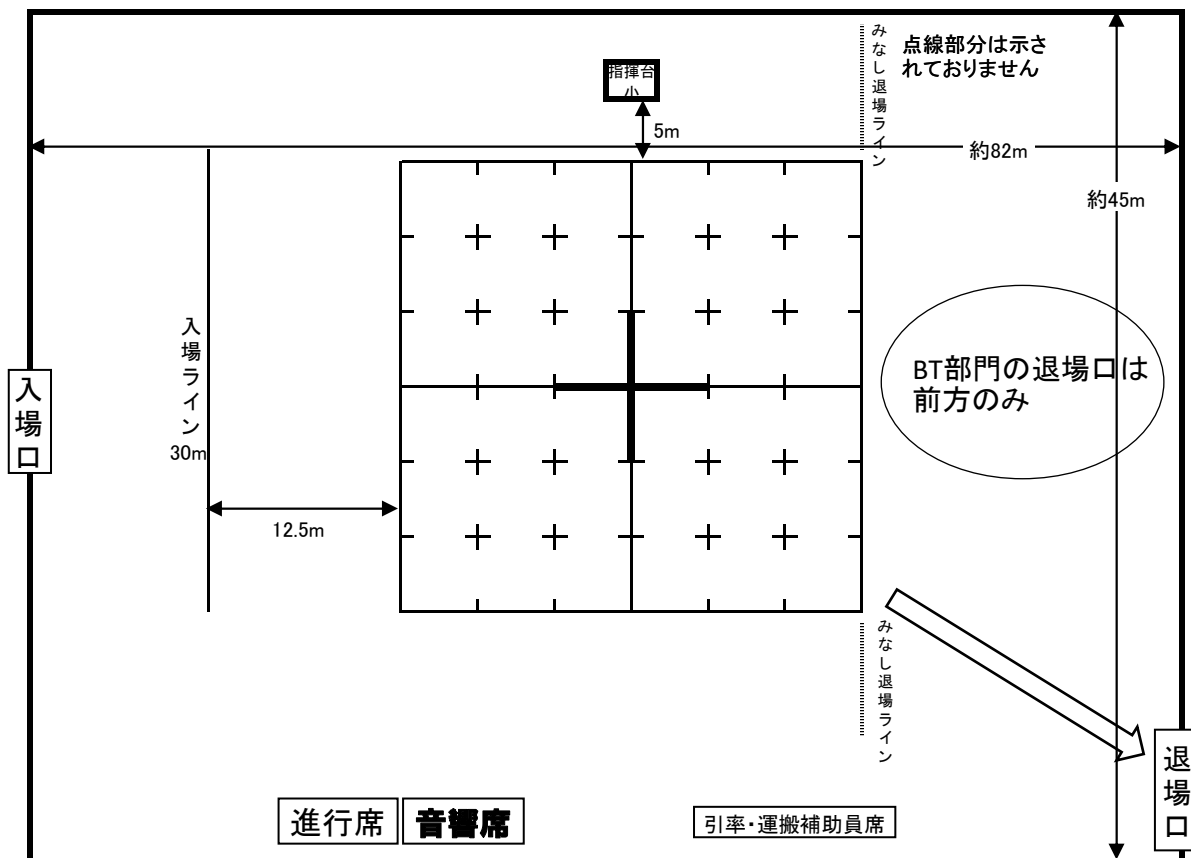 みなし退場ライン
点線部分は示さ
れておりません
指揮台
小
5m
約82m
約45m
入場ライン
30m
入場口
BT部門の退場口は
前方のみ
12.5m
みなし退場ライン
退場口
進行席
音響席
引率・運搬補助員席